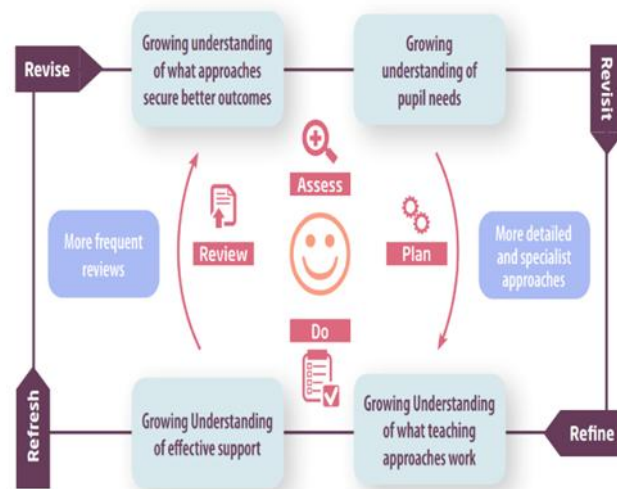 Revise
Growing understanding
of what approaches
secure better outcomes
Growing
understanding of
pupil needs
Revisit
Assess
More frequent
reviews
Review
Plan
More detailed
and specialist
approaches
Do
Refresh
Growing Understanding
of effective support
Growing Understanding
of what teaching
approaches work
Refine